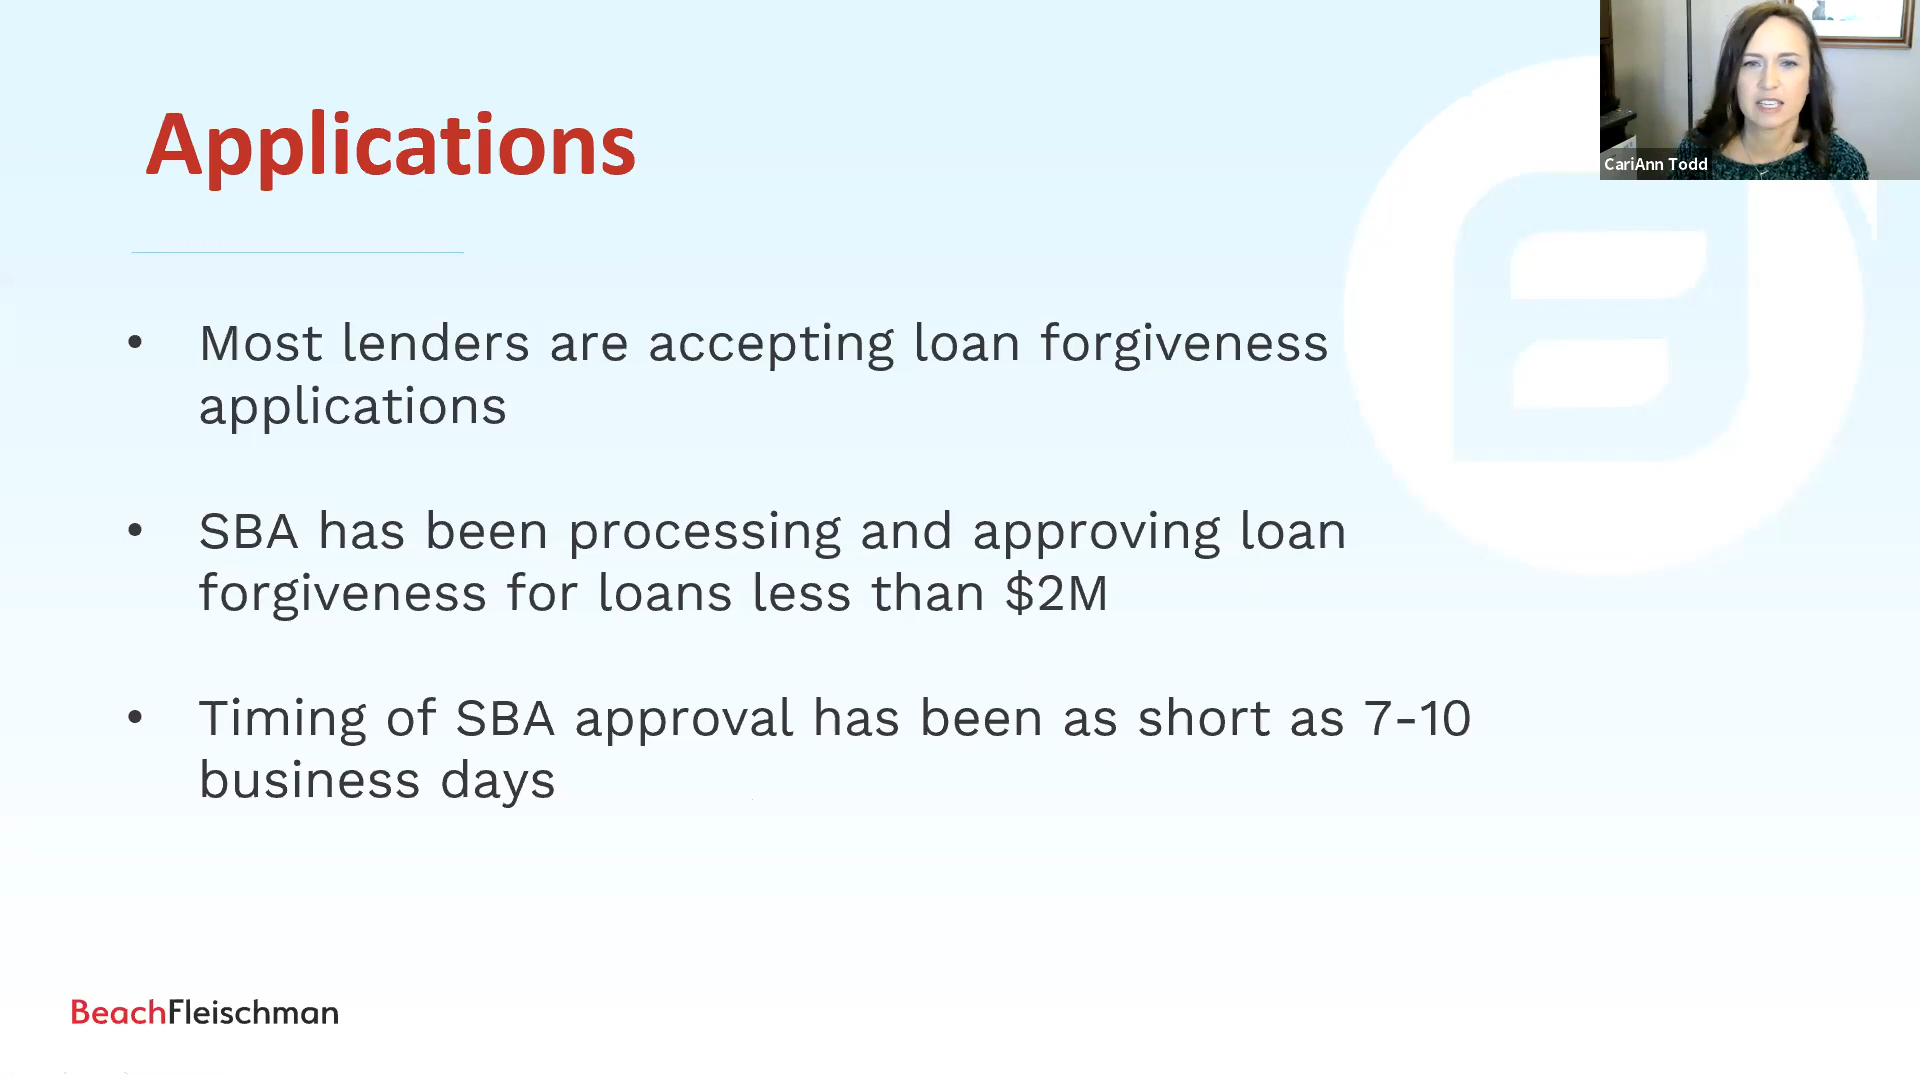 Applications
CariAnn Todd
• Most lenders are accepting loan forgiveness
applications
• SBA has been processing and approving loan
forgiveness for loans less than $2M
• Timing of SBA approval has been as short as 7-10
business days
BeachFleischman